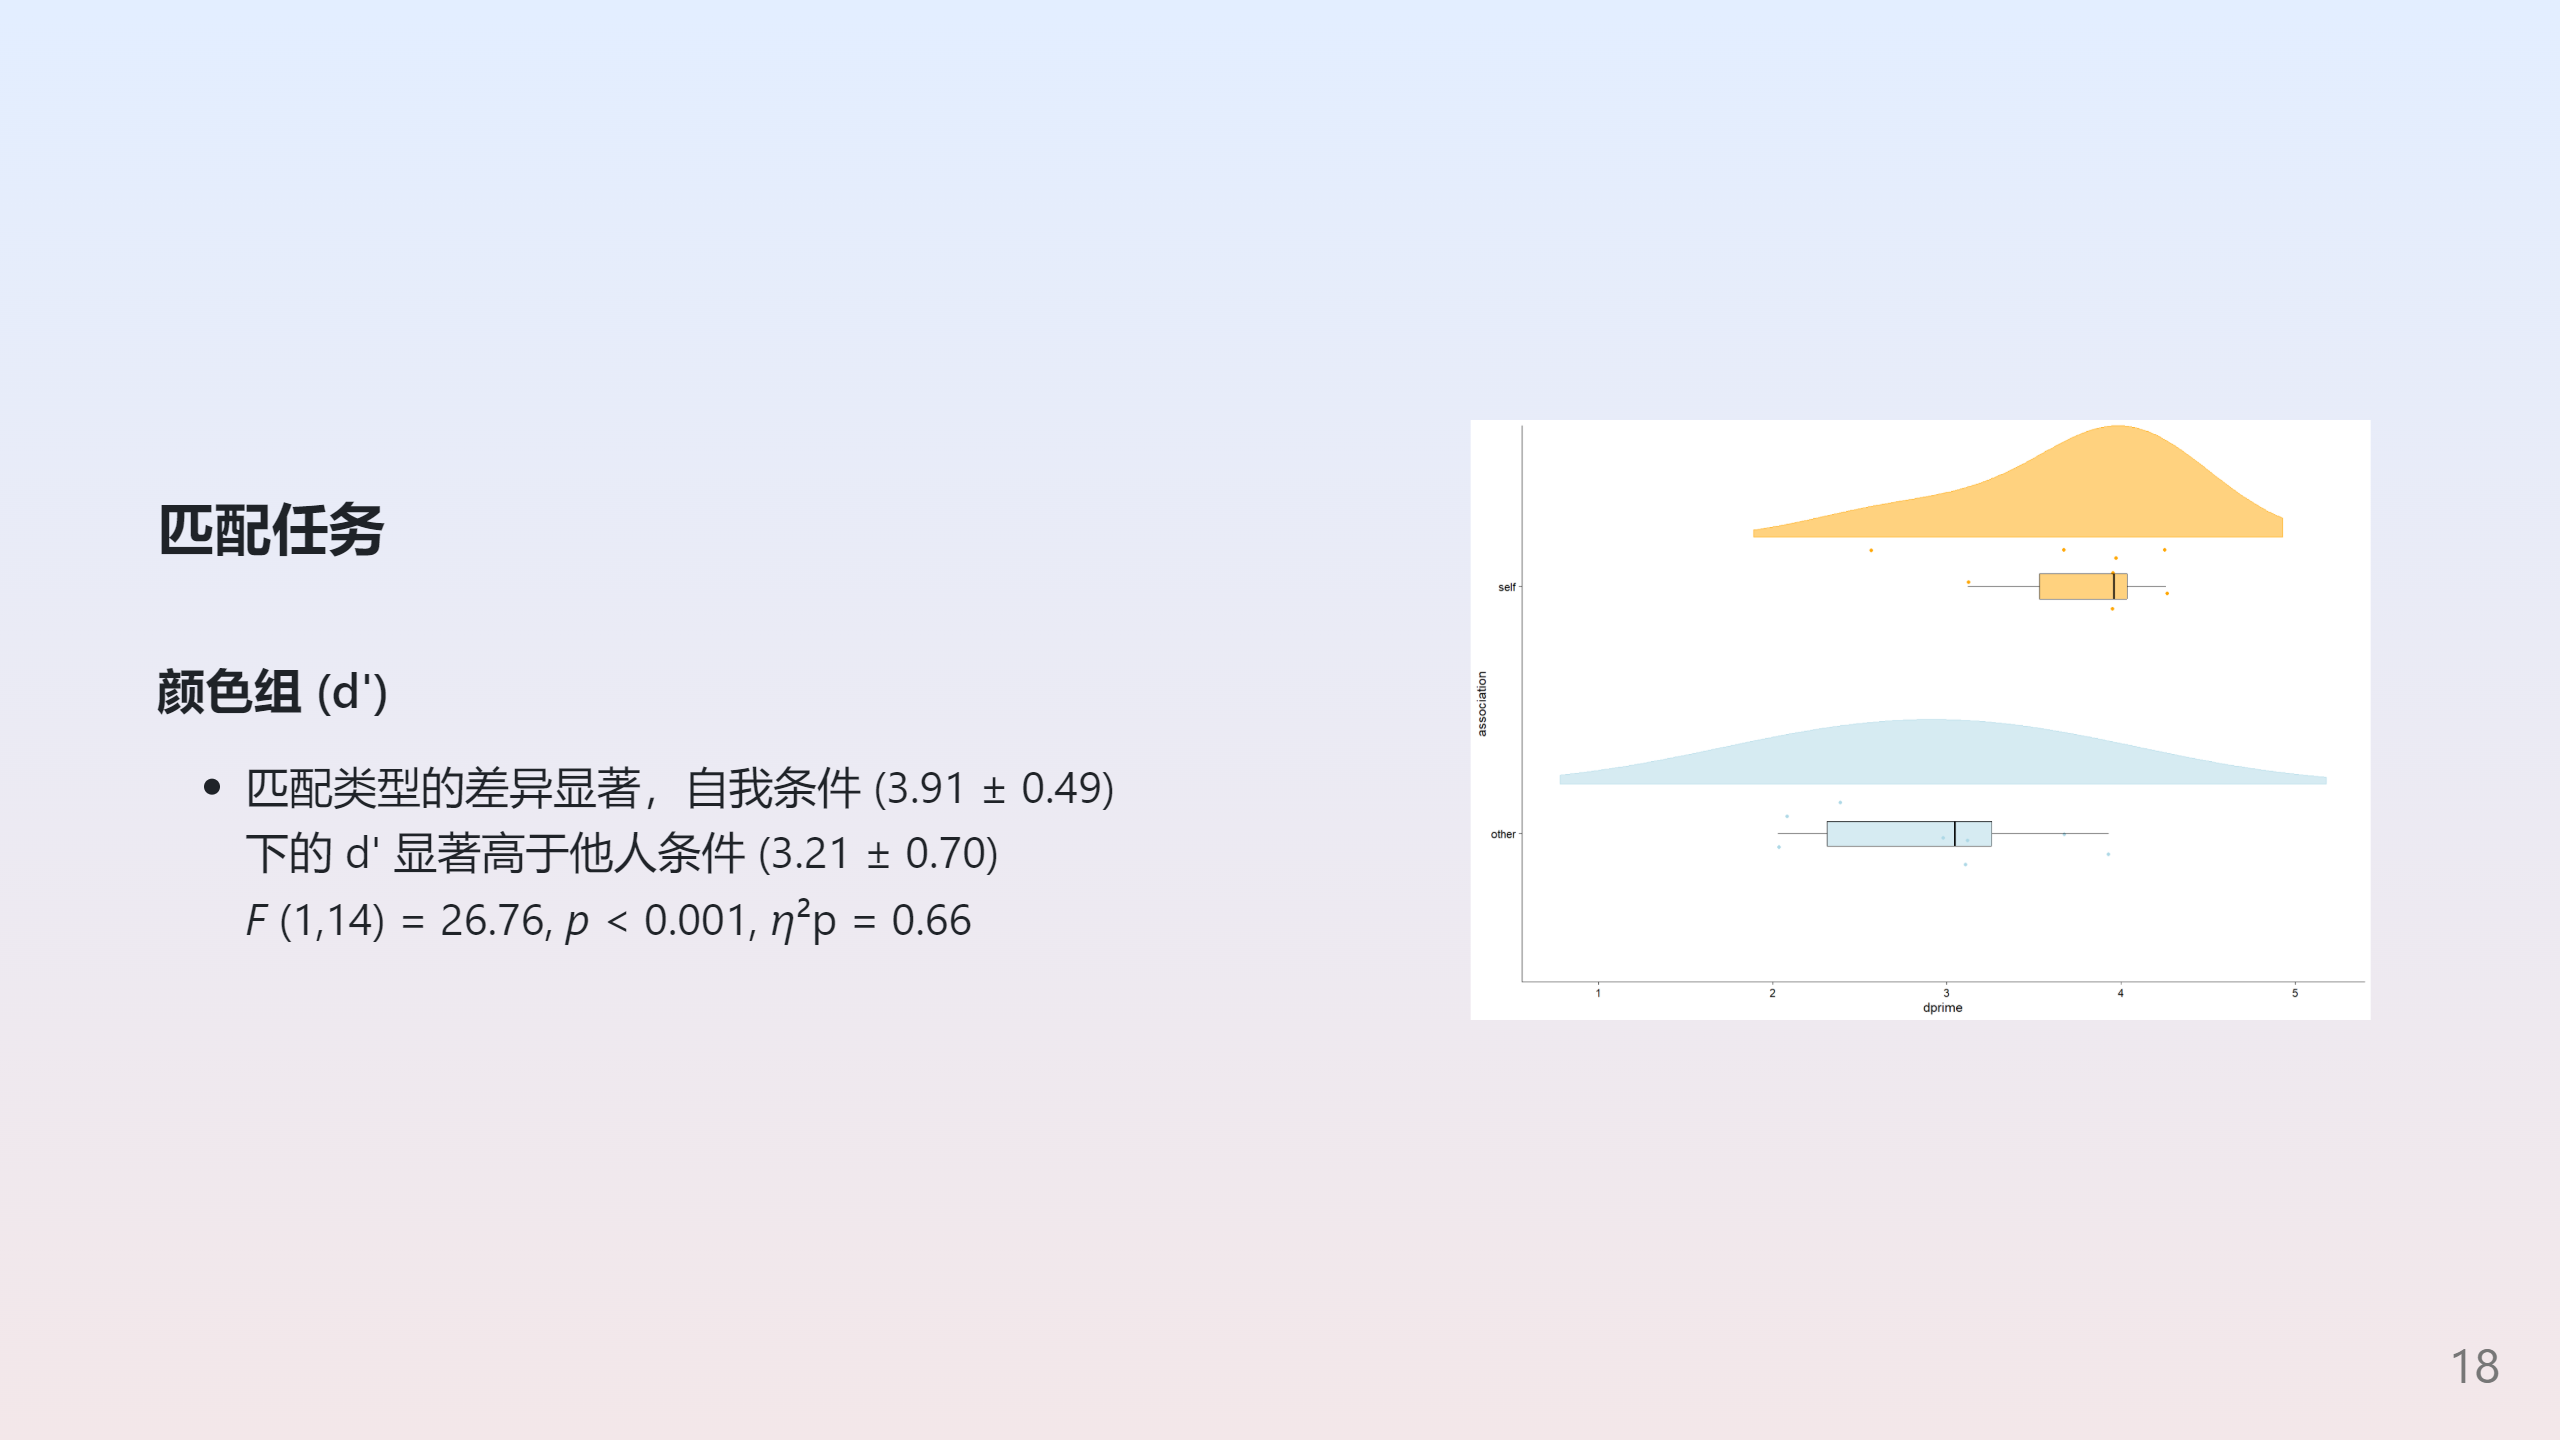 匹配任务
颜色组 (d')
• 匹配类型的差异显著，自我条件 (3.91 ± 0.49)
下的 d' 显著高于他人条件 (3.21 ± 0.70)
F (1,14) = 26.76, p < 0.001, η²p = 0.66
self
association
other
1 2 3 4 5
dprime
18